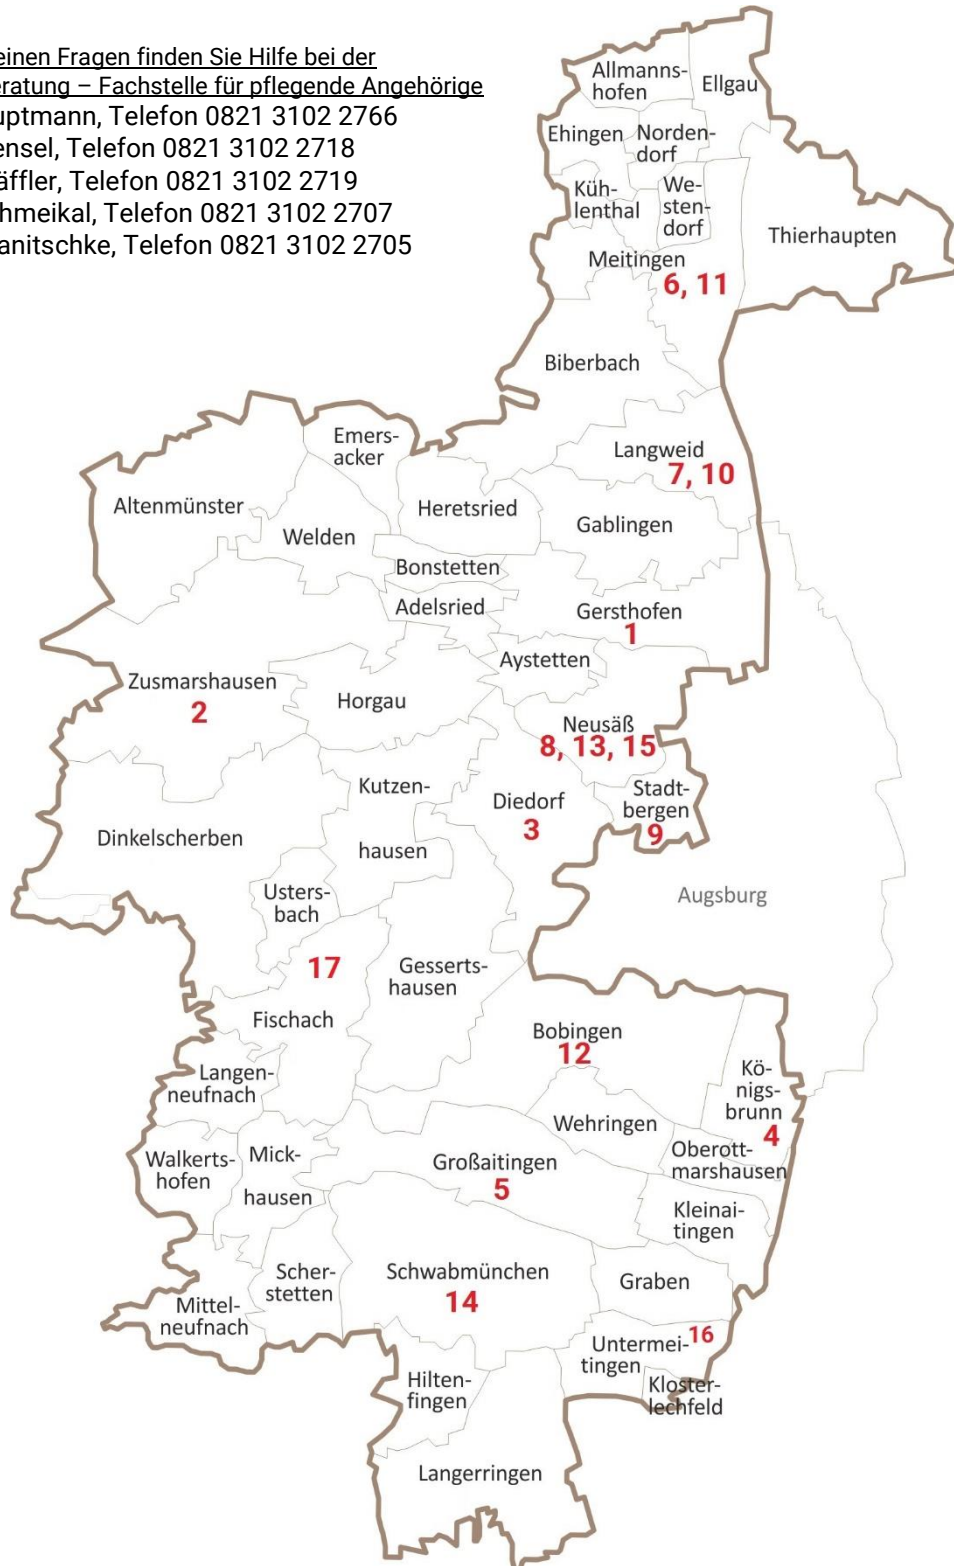 einen Fragen finden Sie Hilfe bei der
eratung – Fachstelle für pflegende Angehörige
uptmann, Telefon 0821 3102 2766
ensel, Telefon 0821 3102 2718
äffler, Telefon 0821 3102 2719
hmeikal, Telefon 0821 3102 2707
anitschke, Telefon 0821 3102 2705
Allmanns-
hofen
Ellgau
Ehingen
Norden-
dorf
Küh-
lenthal
We-
sten-
dorf
Thierhaupten
Meitingen
6, 11
Biberbach
Emers-
acker
Langweid
7, 10
Altenmünster
Heretsried
Welden
Gablingen
Bonstetten
Adelsried
Gersthofen
1
Aystetten
Zusmarshausen
2
Horgau
Neusäß
8, 13, 15
Kutzen-
hausen
Diedorf
3
Stadt-
bergen
9
Dinkelscherben
Augsburg
Usters-
bach
17
Gesserts-
hausen
Fischach
Bobingen
12
Langen-
neufnach
Kö-
nigs-
brunn
4
Wehringen
Walkerts-
hofen
Mick-
hausen
Großaitingen
5
Oberott-
marshausen
Kleinai-
tingen
Scher-
stetten
Schwabmünchen
14
Graben
Mittel-
neufnach
Untermei-
tingen
16
Hilten-
fingen
Kloster-
lechfeld
Langerringen